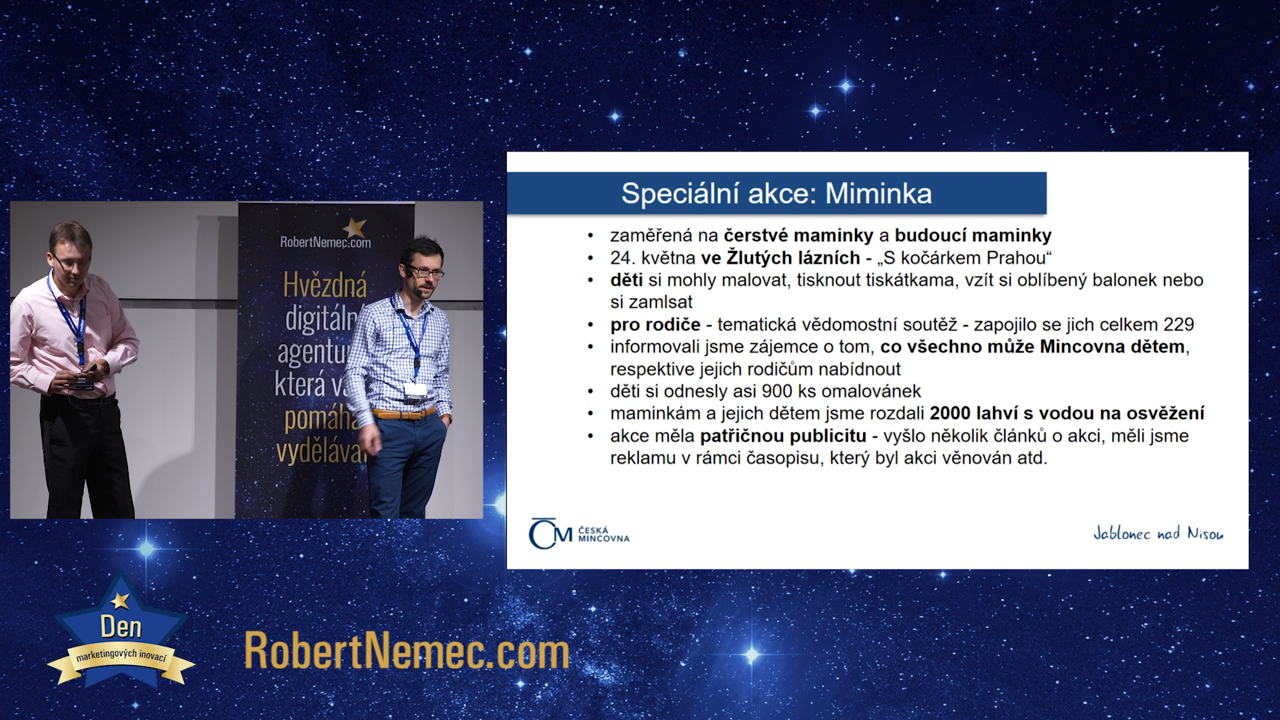 RobertNemec.com
Hvězdná
digitální
agentu
která v
pomáhá
vydělávat
Speciální akce: Miminka
• zaměřená na čerstvé maminky a budoucí maminky
• 24. května ve Žlutých lázních - „S kočárkem Prahou“
• děti si mohly malovat, tisknout tiskátkama, vzít si oblíbený balonek nebo
si zamlsat
• pro rodiče - tematická vědomostní soutěž - zapojilo se jich celkem 229
• informovali jsme zájemce o tom, co všechno může Mincovna dětem,
respektive jejich rodičům nabídnout
• děti si odnesly asi 900 ks omalovánek
• maminkám a jejich dětem jsme rozdali 2000 lahví s vodou na osvěžení
• akce měla patřičnou publicitu - vyšlo několik článků o akci, měli jsme
reklamu v rámci časopisu, který byl akci věnován atd.
ČM ČESKÁ
MINCOVNA
Jablonec nad Nisou
Den
marketingových inovací
RobertNemec.com